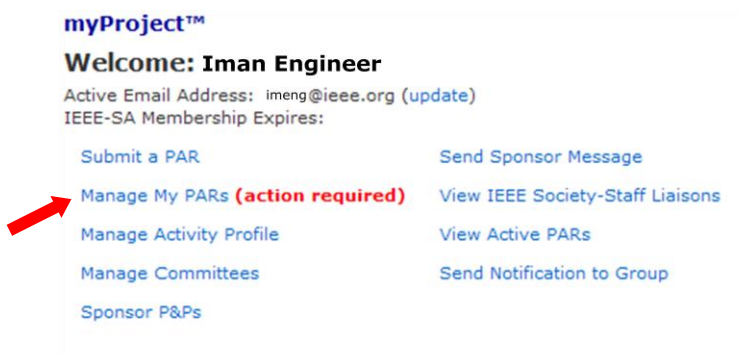 myProject™
Welcome: Iman Engineer
Active Email Address: imeng@ieee.org (update)
IEEE-SA Membership Expires:
Submit a PAR
Send Sponsor Message
Manage My PARs (action required)
View IEEE Society-Staff Liaisons
Manage Activity Profile
View Active PARs
Manage Committees
Send Notification to Group
Sponsor P&Ps